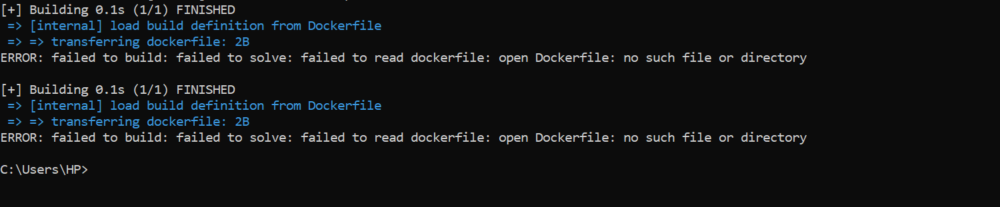 [+] Building 0.1s (1/1) FINISHED
=> [internal] load build definition from Dockerfile
=> => transferring dockerfile: 2B
ERROR: failed to build: failed to solve: failed to read dockerfile: open Dockerfile: no such file or directory
[+] Building 0.1s (1/1) FINISHED
=> [internal] load build definition from Dockerfile
=> => transferring dockerfile: 2B
ERROR: failed to build: failed to solve: failed to read dockerfile: open Dockerfile: no such file or directory
C:\Users\HP>